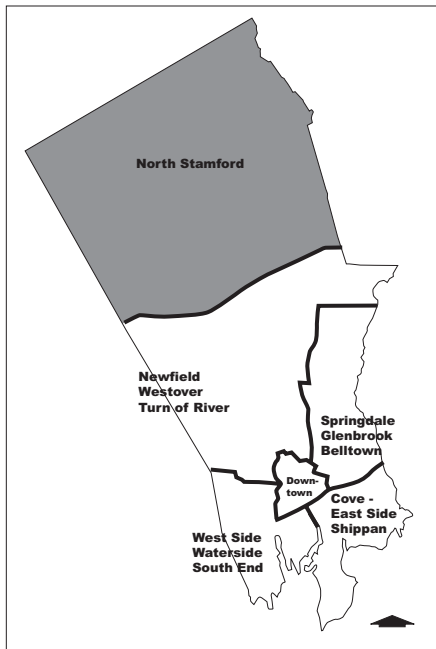 North Stamford
Newfield
Westover
Turn of River
Springdale
Glenbrook
Belltown
Down-
town
Cove -
East Side
Shippan
West Side
Waterside
South End